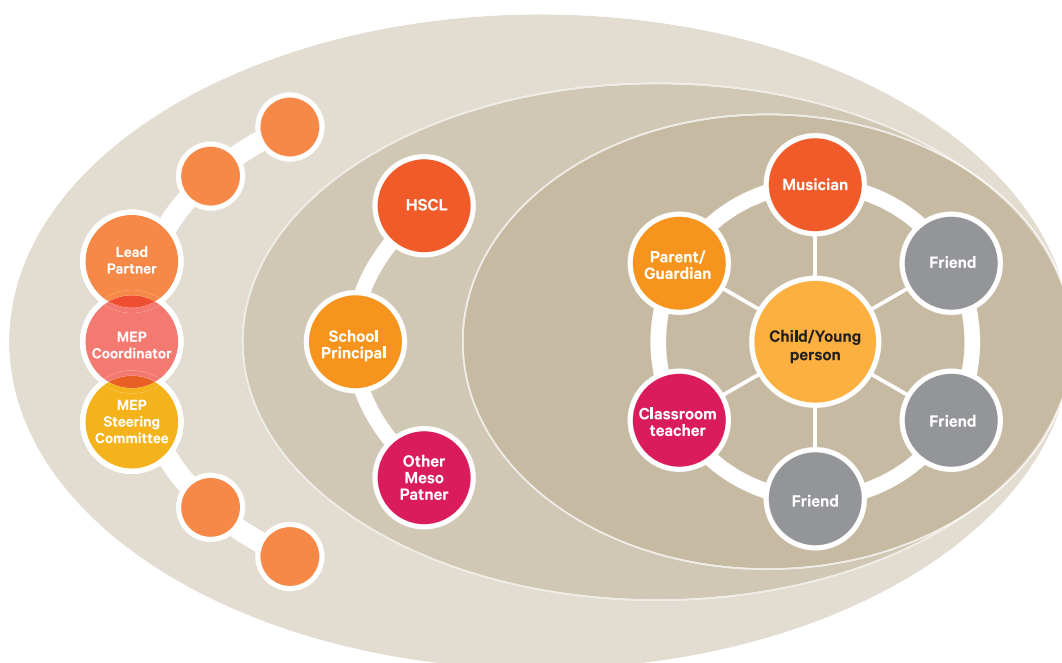 Lead
Partner
MEP
Coordinator
MEP
Steering
Committee
HSCL
School
Principal
Other
Meso
Patner
Musician
Parent/
Guardian
Friend
Child/Young
person
Classroom
teacher
Friend
Friend